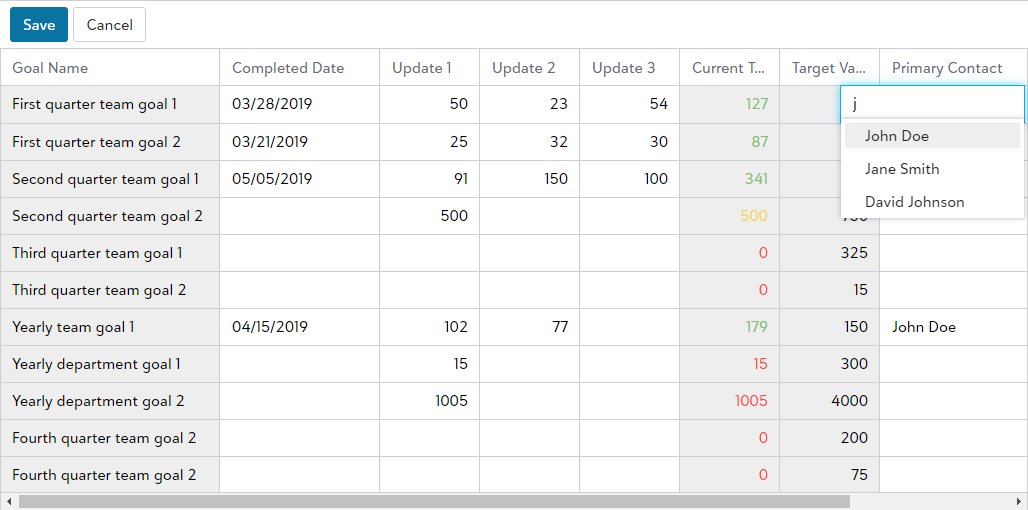 Save Cancel
Goal Name Completed Date Update 1 Update 2 Update 3 Current T... Target Va... Primary Contact
First quarter team goal 1 03/28/2019 50 23 54 127 j
First quarter team goal 2 03/21/2019 25 32 30 87 John Doe
Second quarter team goal 1 05/05/2019 91 150 100 341 Jane Smith
David Johnson
Second quarter team goal 2 500 500
Third quarter team goal 1 0 325
Third quarter team goal 2 0 15
Yearly team goal 1 04/15/2019 102 77 179 150 John Doe
Yearly department goal 1 15 15 300
Yearly department goal 2 1005 1005 4000
Fourth quarter team goal 2 0 200
Fourth quarter team goal 2 0 75